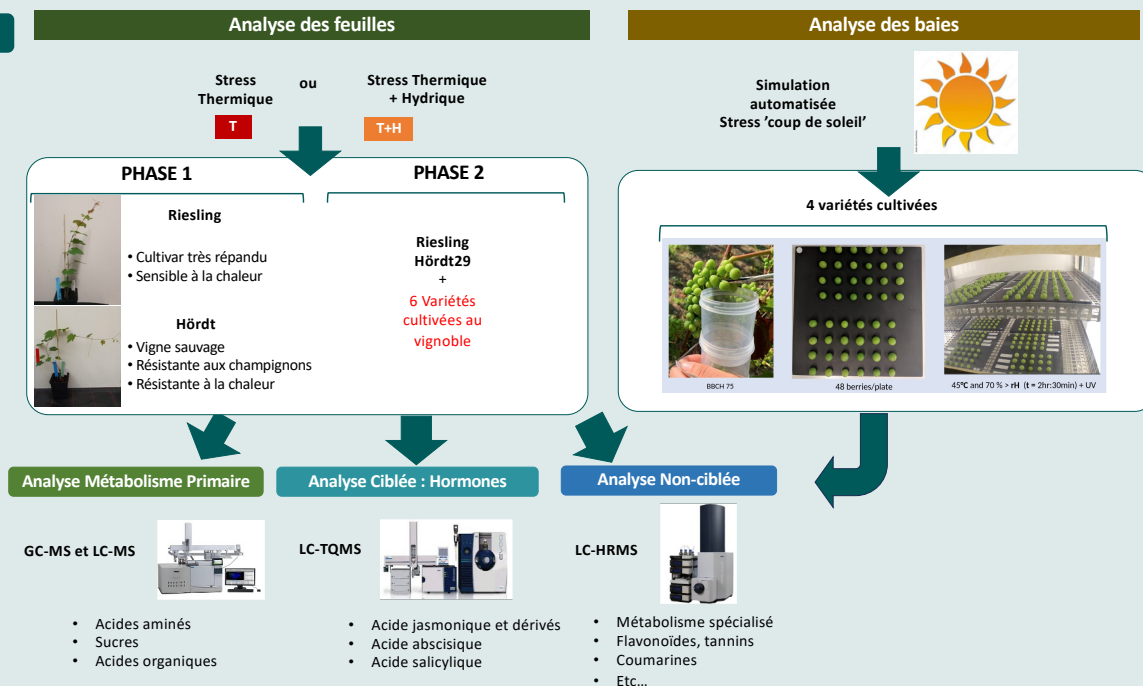 Analyse des feuilles
Stress
Thermique
ou
Stress Thermique
+ Hydrique
T
T+H
PHASE 1
Riesling
• Cultivar très répandu
• Sensible à la chaleur
Hördt
• Vigne sauvage
• Résistante aux champignons
• Résistante à la chaleur
PHASE 2
Riesling
Hördt29
+
6 Variétés
cultivées au
vignoble
Analyse des baies
Simulation
automatisée
Stress ’coup de soleil’
4 variétés cultivées
BBCH 75
48 berries/plate
45°C and 70 % > rH (t = 2hr:30min) + UV
Analyse Métabolisme Primaire
GC-MS et LC-MS
• Acides aminés
• Sucres
• Acides organiques
Analyse Ciblée : Hormones
LC-TQMS
• Acide jasmonique et dérivés
• Acide abscisique
• Acide salicylique
Analyse Non-ciblée
LC-HRMS
• Métabolisme spécialisé
• Flavonoïdes, tannins
• Coumarines
• Etc…